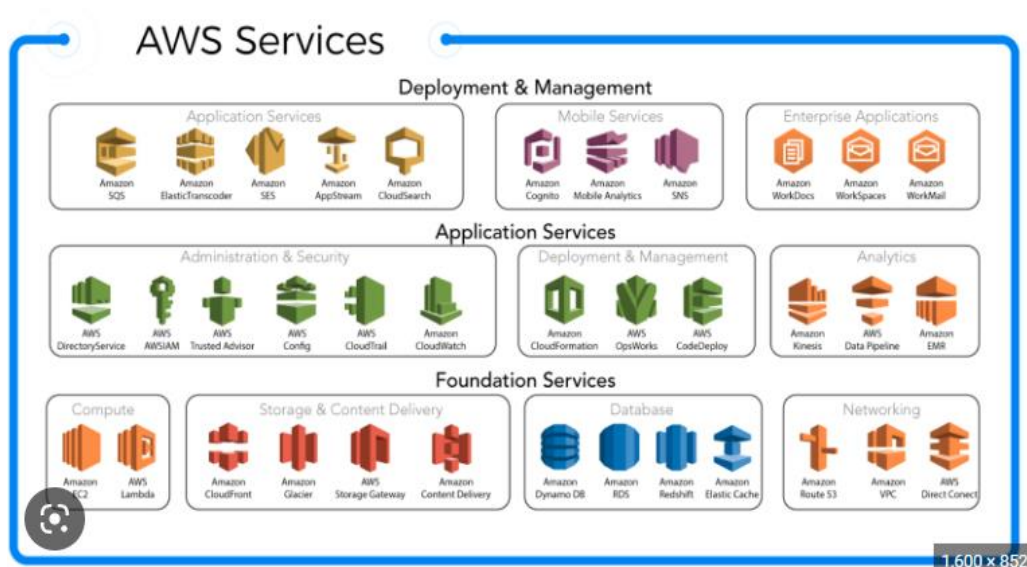 AWS Services
Deployment & Management
Application Services
Amazon SQS
Amazon ElasticTranscoder
Amazon SES
Amazon AppStream
Amazon CloudSearch
Mobile Services
Amazon Cognito
Amazon Mobile Analytics
Amazon SNS
Enterprise Applications
Amazon WorkDocs
Amazon WorkSpaces
Amazon WorkMail
Application Services
Administration & Security
AWS DirectoryService
AWS AWSIAM
AWS Trusted Advisor
AWS Config
AWS CloudTrail
Amazon CloudWatch
Deployment & Management
Amazon CloudFormation
AWS OpsWorks
AWS CodeDeploy
Analytics
Amazon Kinesis
AWS Data Pipeline
Amazon EMR
Foundation Services
Compute
Amazon EC2
AWS Lambda
Storage & Content Delivery
Amazon CloudFront
Amazon Glacier
AWS Storage Gateway
Amazon Content Delivery
Database
Amazon Dynamo DB
Amazon RDS
Amazon Redshift
Amazon Elastic Cache
Networking
Amazon Route 53
Amazon VPC
AWS Direct Conect
1,600 x 852